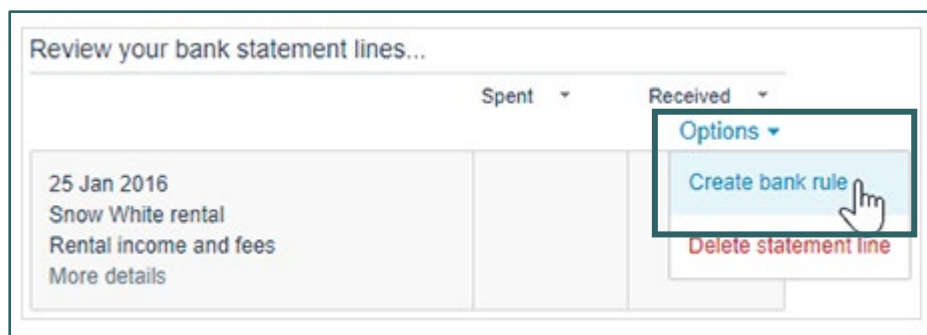 Review your bank statement lines...
Spent Received
Options
25 Jan 2016 Create bank rule
Snow White rental
Rental income and fees Delete statement line
More details